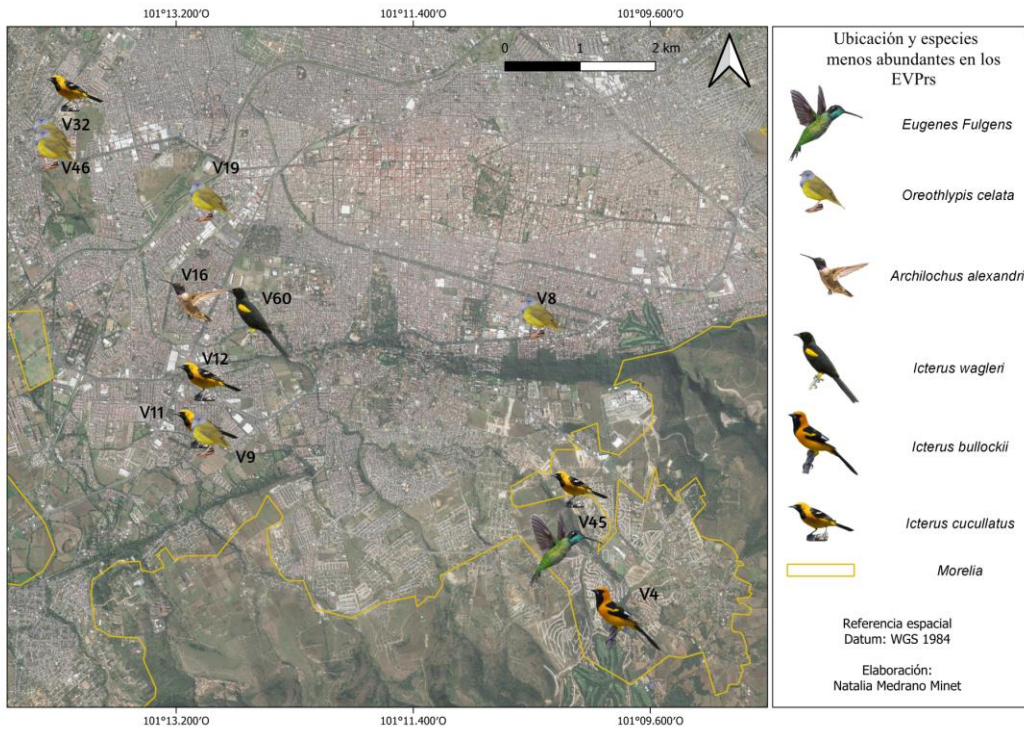 101°13.200'O 101°11.400'O 101°09.600'O
0 1 2 km
V32
V46
V19
V16
V60
V8
V12
V11
V9
V45
V4
101°13.200'O 101°11.400'O 101°09.600'O
Ubicación y especies
menos abundantes en los
EVPrs
Eugenes Fulgens
Oreothlypis celata
Archilochus alexandri
Icterus wagleri
Icterus bullockii
Icterus cucullatus
Morelia
Referencia espacial
Datum: WGS 1984
Elaboración:
Natalia Medrano Minet